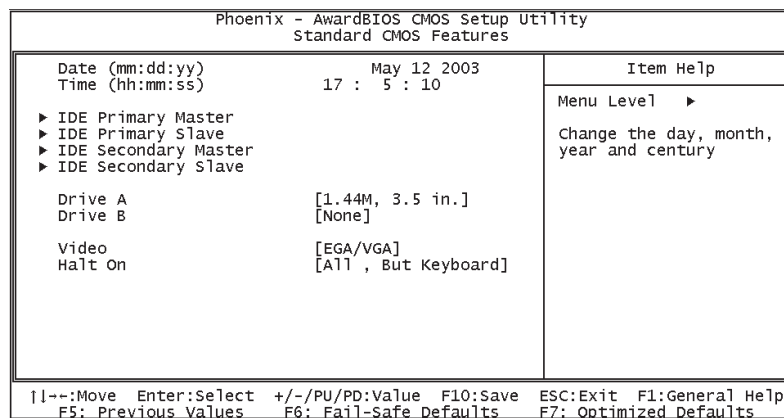 Phoenix - AwardBIOS CMOS Setup Utility
Standard CMOS Features
Date (mm:dd:yy) May 12 2003
Time (hh:mm:ss) 17 : 5 : 10
▶ IDE Primary Master
▶ IDE Primary Slave
▶ IDE Secondary Master
▶ IDE Secondary Slave
Drive A [1.44M, 3.5 in.]
Drive B [None]
Video [EGA/VGA]
Halt On [All , But Keyboard]
Item Help
Menu Level ▶
Change the day, month,
year and century
↑↓→←:Move Enter:Select +/-/PU/PD:Value F10:Save ESC:Exit F1:General Help
F5: Previous Values F6: Fail-Safe Defaults F7: Optimized Defaults